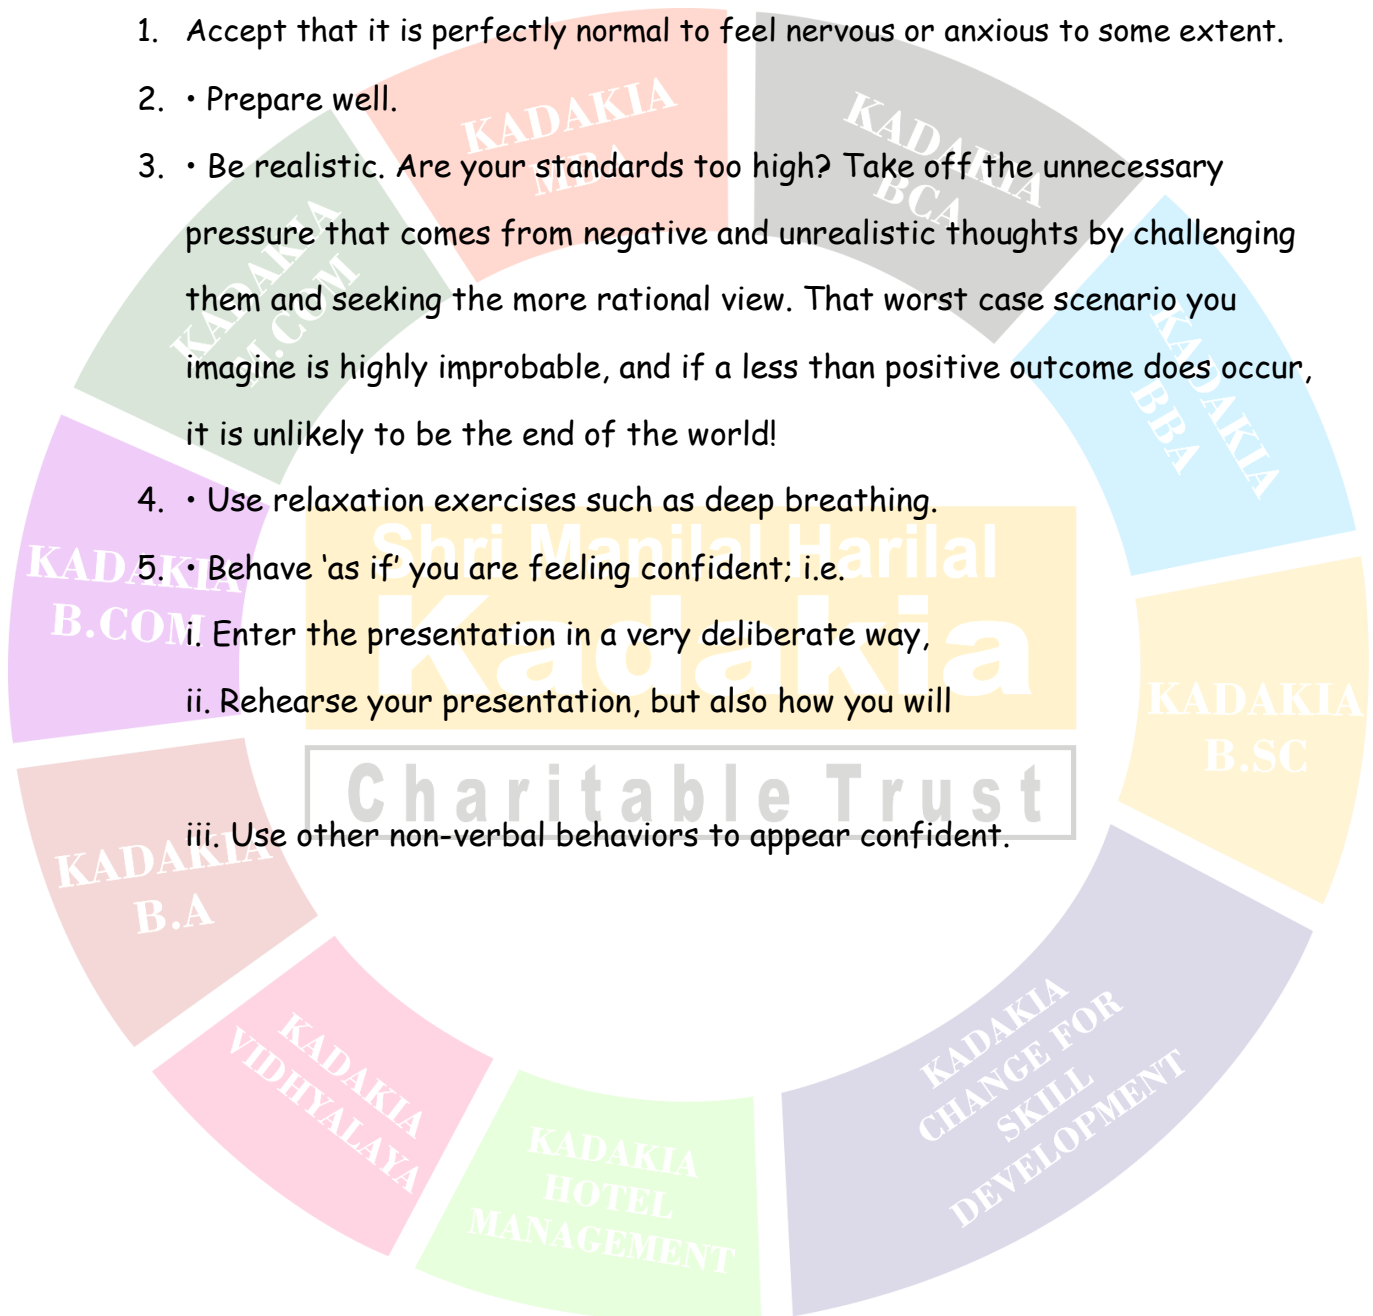 1. Accept that it is perfectly normal to feel nervous or anxious to some extent.
2. • Prepare well.
3. • Be realistic. Are your standards too high? Take off the unnecessary
pressure that comes from negative and unrealistic thoughts by challenging
them and seeking the more rational view. That worst case scenario you
imagine is highly improbable, and if a less than positive outcome does occur,
it is unlikely to be the end of the world!
4. • Use relaxation exercises such as deep breathing.
5. • Behave ‘as if’ you are feeling confident; i.e.
i. Enter the presentation in a very deliberate way,
ii. Rehearse your presentation, but also how you will
iii. Use other non-verbal behaviors to appear confident.
KADAKIA
MBA
KADAKIA
BCA
KADAKIA
M.COM
KADAKIA
BBA
KADAKIA
B.COM
Shri Manilal Harilal
Kadakia
Charitable Trust
KADAKIA
B.SC
KADAKIA
B.A
KADAKIA
VIDHYALAYA
KADAKIA
HOTEL
MANAGEMENT
KADAKIA
CHANGE FOR
SKILL
DEVELOPMENT